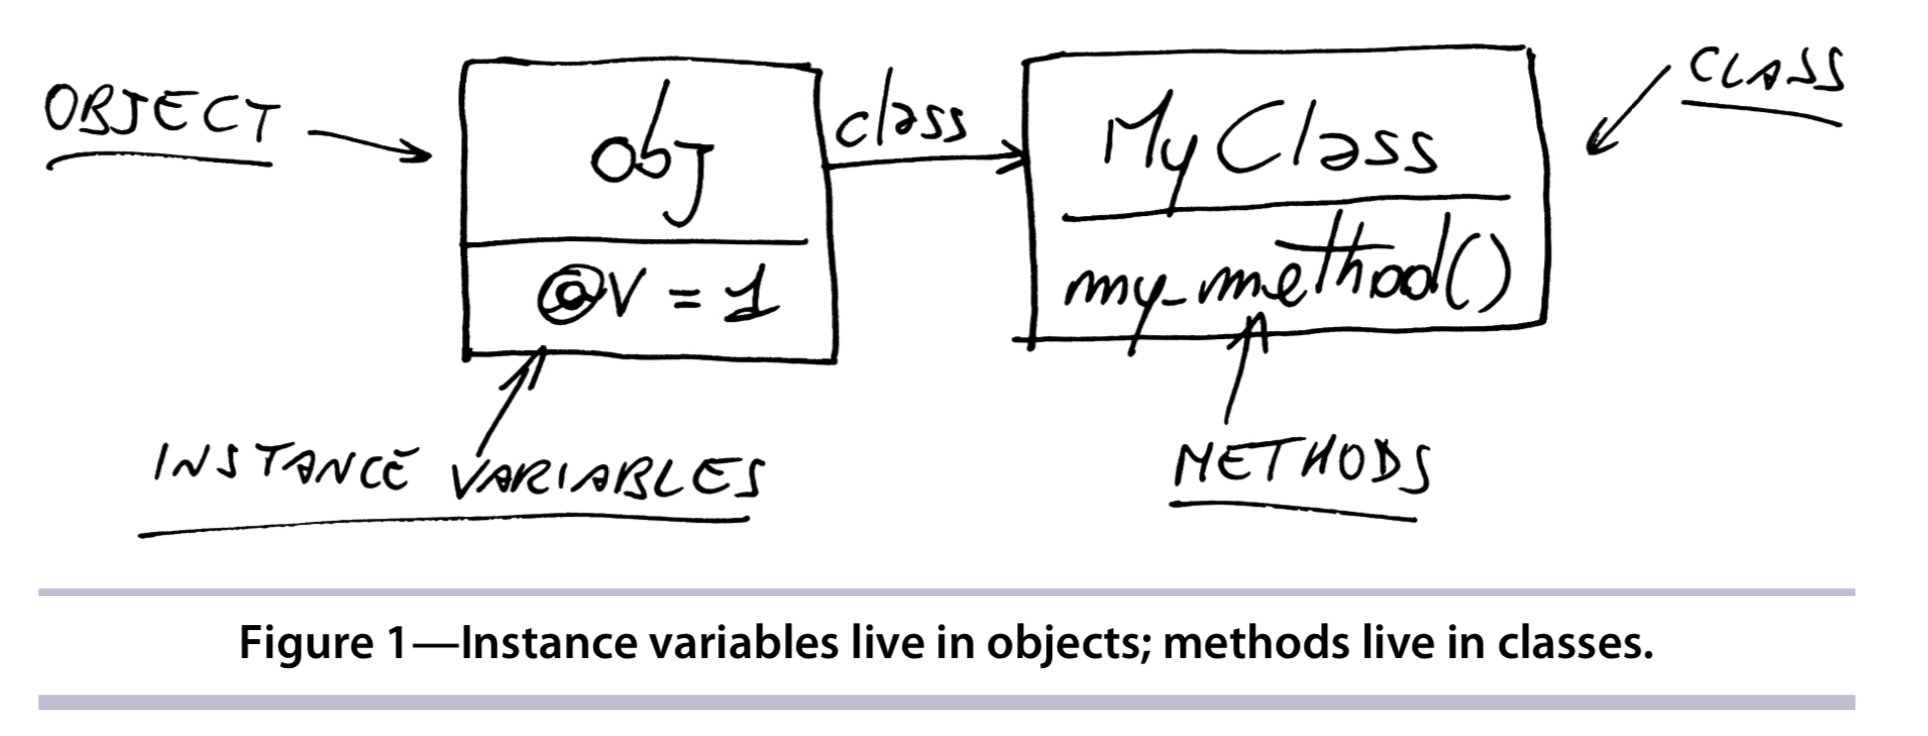 OBJECT
obj
@v = 1
class
MyClass
my_method()
CLASS
INSTANCE VARIABLES
METHODS
Figure 1—Instance variables live in objects; methods live in classes.